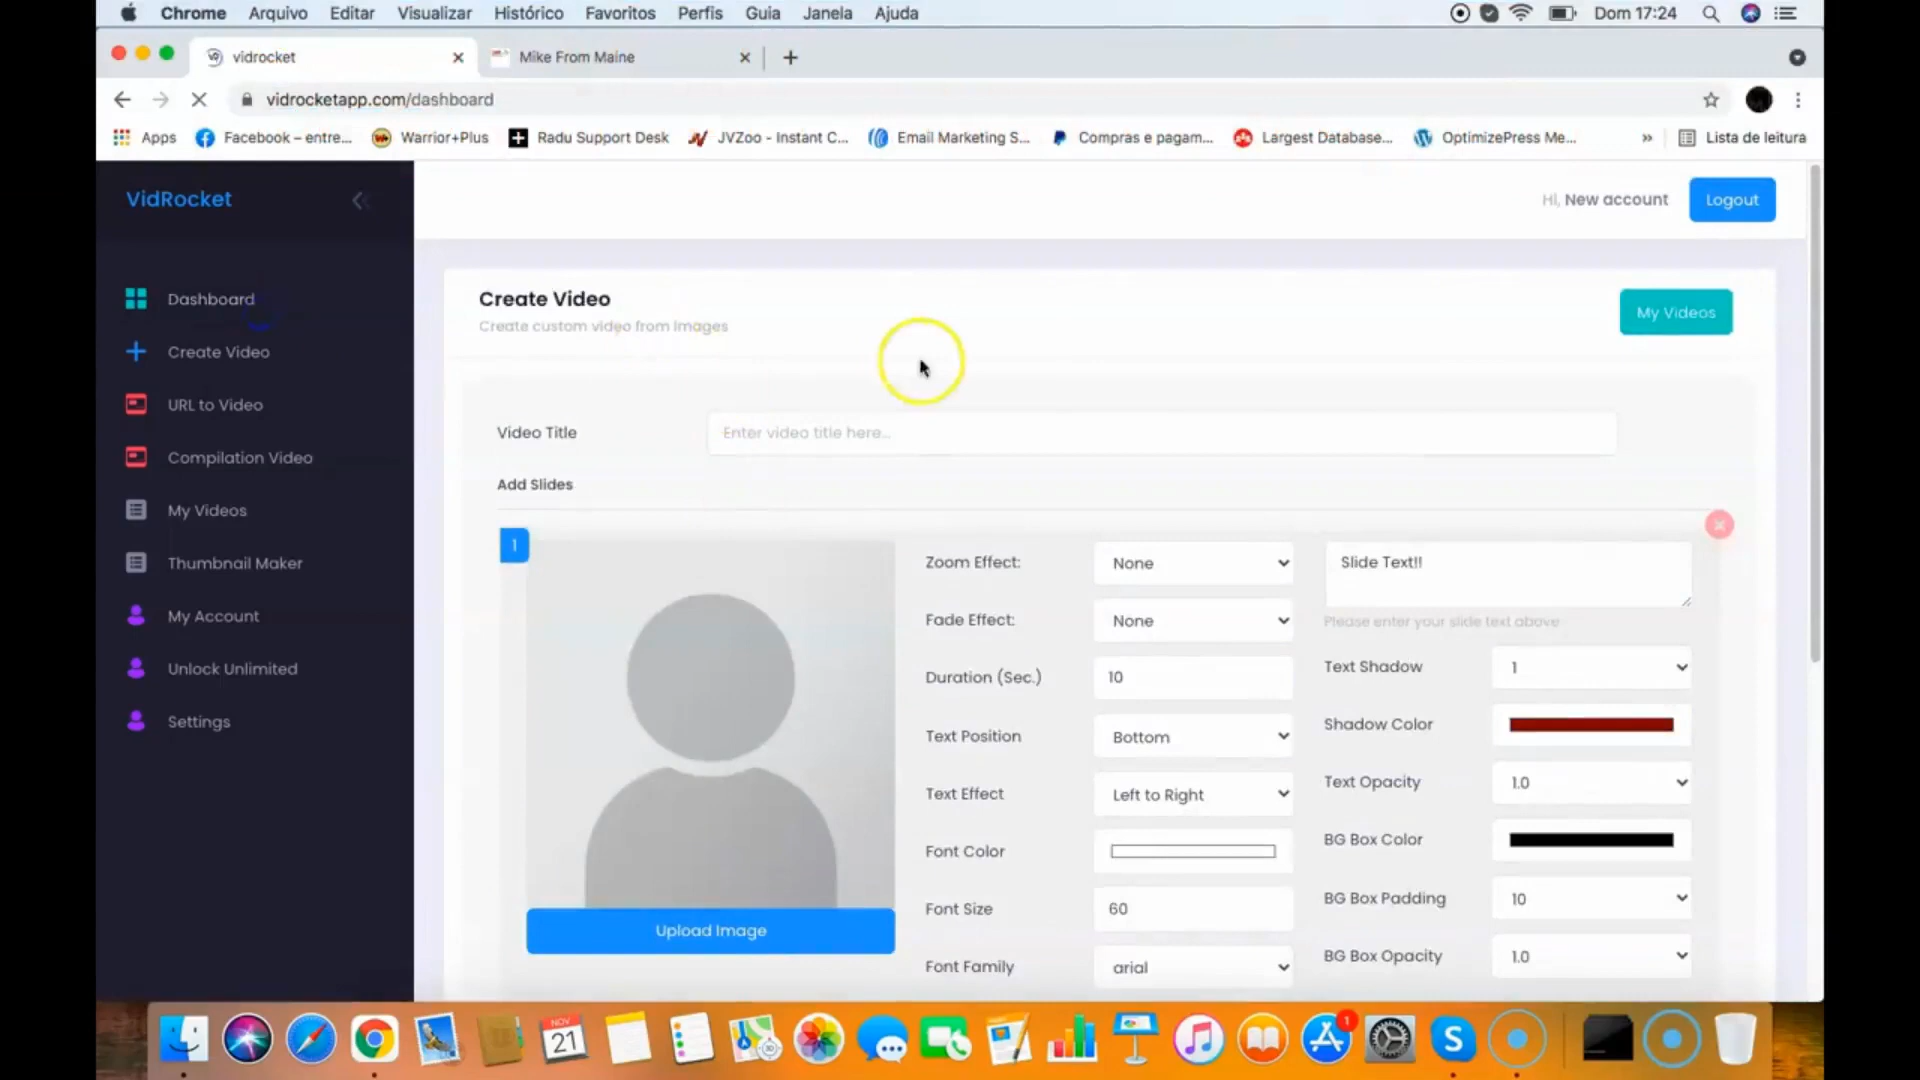 Chrome Arquivo Editar Visualizar Histórico Favoritos Perfis Guia Janela Ajuda Dom 17:24
vidrocket Mike From Maine
vidrocketapp.com/dashboard
Apps Facebook – entre... Warrior+Plus Radu Support Desk JVZoo - Instant C... Email Marketing S... Compras e pagam... Largest Database... OptimizePress Me... » Lista de leitura
VidRocket
Hi, New account Logout
Dashboard
Create Video
URL to Video
Compilation Video
My Videos
Thumbnail Maker
My Account
Unlock Unlimited
Settings
Create Video
Create custom video from images
My Videos
Video Title Enter video title here...
Add Slides
1
Upload Image
Zoom Effect: None
Fade Effect: None
Duration (Sec.) 10
Text Position Bottom
Text Effect Left to Right
Font Color
Font Size 60
Font Family arial
Slide Text!!
Please enter your slide text above
Text Shadow 1
Shadow Color
Text Opacity 1.0
BG Box Color
BG Box Padding 10
BG Box Opacity 1.0
NOV
21
1